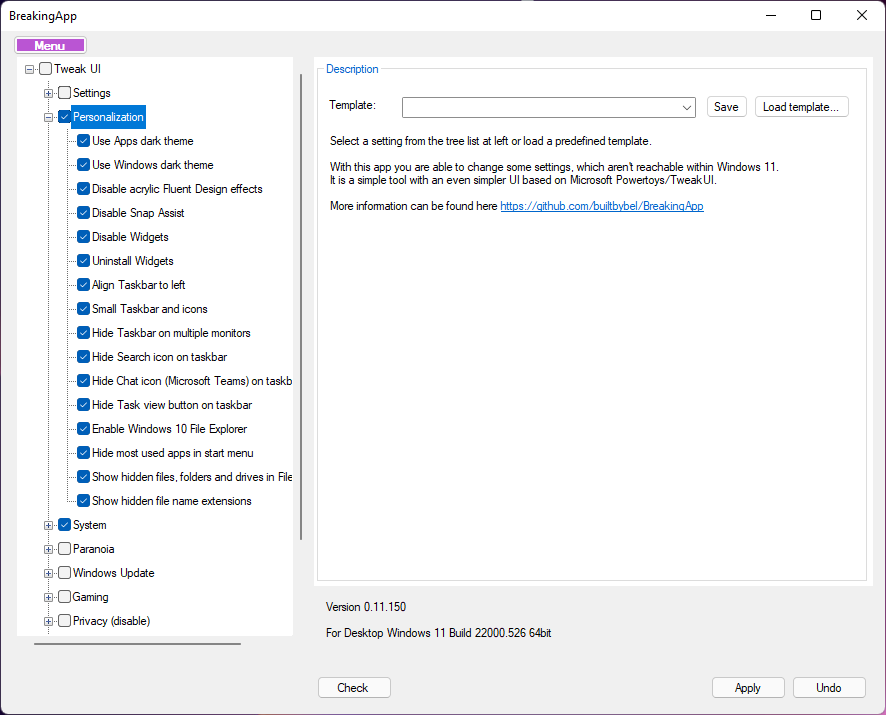 BreakingApp
Menu
Tweak UI
Settings
Personalization
Use Apps dark theme
Use Windows dark theme
Disable acrylic Fluent Design effects
Disable Snap Assist
Disable Widgets
Uninstall Widgets
Align Taskbar to left
Small Taskbar and icons
Hide Taskbar on multiple monitors
Hide Search icon on taskbar
Hide Chat icon (Microsoft Teams) on taskb
Hide Task view button on taskbar
Enable Windows 10 File Explorer
Hide most used apps in start menu
Show hidden files, folders and drives in File
Show hidden file name extensions
System
Paranoia
Windows Update
Gaming
Privacy (disable)
Description
Template:
Save
Load template...
Select a setting from the tree list at left or load a predefined template.
With this app you are able to change some settings, which aren't reachable within Windows 11.
It is a simple tool with an even simpler UI based on Microsoft Powertoys/TweakUI.
More information can be found here https://github.com/builtbybel/BreakingApp
Version 0.11.150
For Desktop Windows 11 Build 22000.526 64bit
Check
Apply
Undo